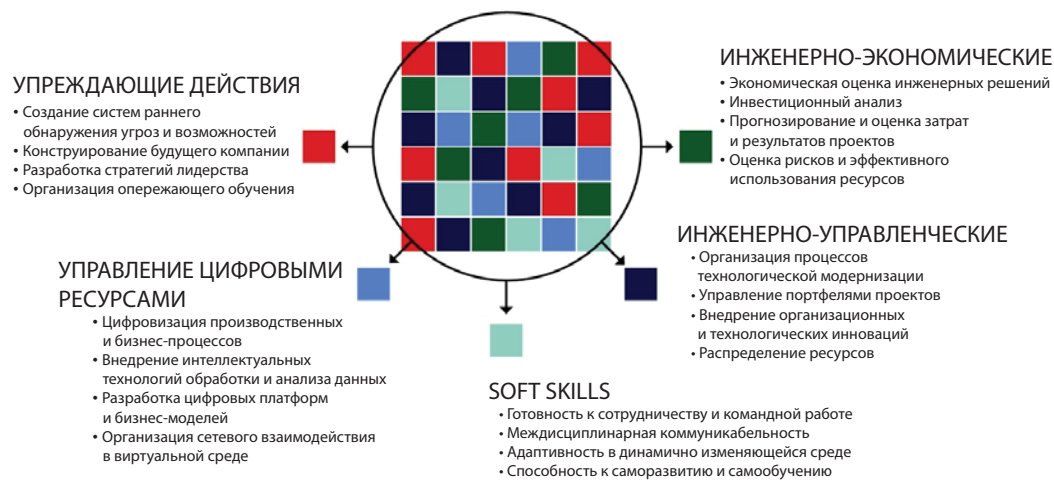 УПРЕЖДАЮЩИЕ ДЕЙСТВИЯ
• Создание систем раннего
обнаружения угроз и возможностей
• Конструирование будущего компании
• Разработка стратегий лидерства
• Организация опережающего обучения
ИНЖЕНЕРНО-ЭКОНОМИЧЕСКИЕ
• Экономическая оценка инженерных решений
• Инвестиционный анализ
• Прогнозирование и оценка затрат
и результатов проектов
• Оценка рисков и эффективного
использования ресурсов
УПРАВЛЕНИЕ ЦИФРОВЫМИ
РЕСУРСАМИ
• Цифровизация производственных
и бизнес-процессов
• Внедрение интеллектуальных
технологий обработки и анализа данных
• Разработка цифровых платформ
и бизнес-моделей
• Организация сетевого взаимодействия
в виртуальной среде
ИНЖЕНЕРНО-УПРАВЛЕНЧЕСКИЕ
• Организация процессов
технологической модернизации
• Управление портфелями проектов
• Внедрение организационных
и технологических инноваций
• Распределение ресурсов
SOFT SKILLS
• Готовность к сотрудничеству и командной работе
• Междисциплинарная коммуникабельность
• Адаптивность в динамично изменяющейся среде
• Способность к саморазвитию и самообучению